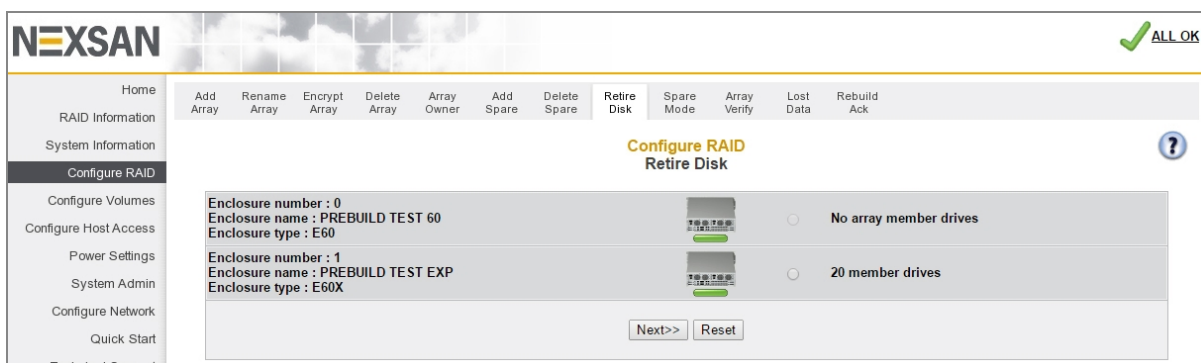 NEXSAN
ALL OK
Home
RAID Information
System Information
Configure RAID
Configure Volumes
Configure Host Access
Power Settings
System Admin
Configure Network
Quick Start
Add Array
Rename Array
Encrypt Array
Delete Array
Array Owner
Add Spare
Delete Spare
Retire Disk
Spare Mode
Array Verify
Lost Data
Rebuild Ack
Configure RAID
Retire Disk
?
Enclosure number : 0
Enclosure name : PREBUILD TEST 60
Enclosure type : E60
No array member drives
Enclosure number : 1
Enclosure name : PREBUILD TEST EXP
Enclosure type : E60X
20 member drives
Next>>
Reset